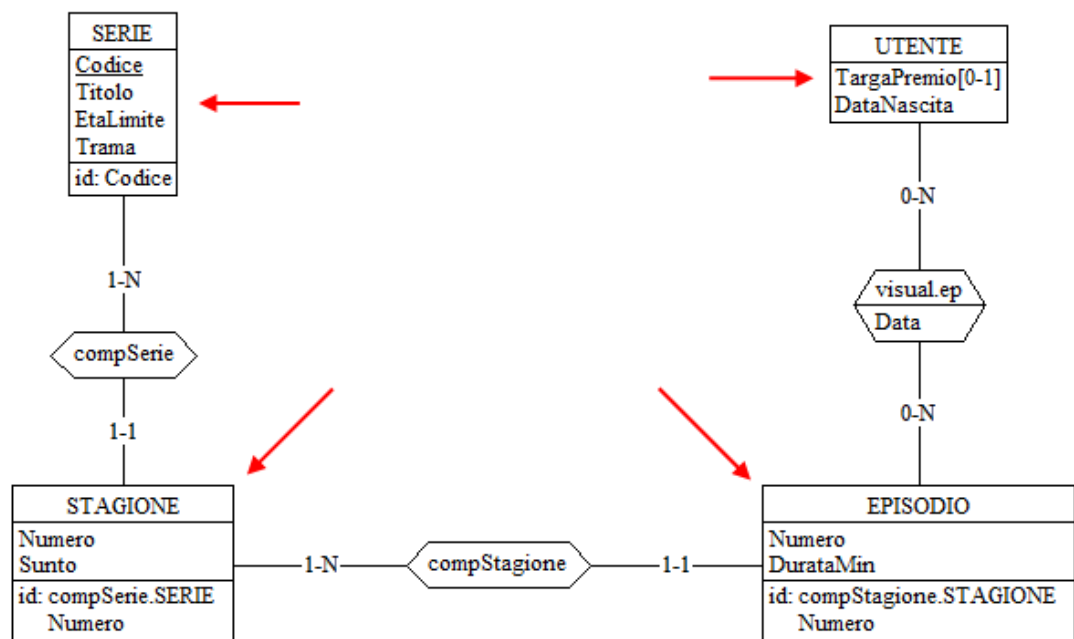 SERIE
Codice
Titolo
EtaLimite
Trama
id: Codice
UTENTE
TargaPremio[0-1]
DataNascita
1-N
0-N
compSerie
visual.ep
Data
1-1
0-N
STAGIONE
Numero
Sunto
id: compSerie.SERIE
Numero
1-N
compStagione
1-1
EPISODIO
Numero
DurataMin
id: compStagione.STAGIONE
Numero